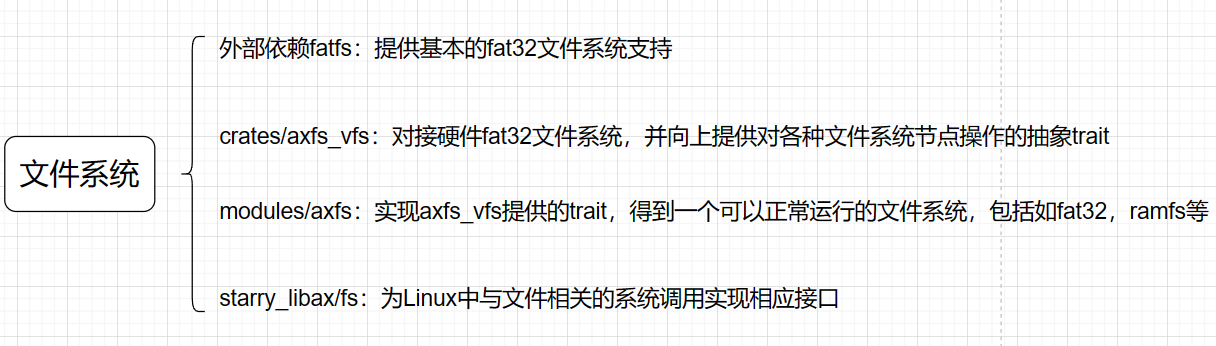 文件系统
外部依赖fatfs：提供基本的fat32文件系统支持
crates/axfs_vfs：对接硬件fat32文件系统，并向上提供对各种文件系统节点操作的抽象trait
modules/axfs：实现axfs_vfs提供的trait，得到一个可以正常运行的文件系统，包括如fat32，ramfs等
starry_libax/fs：为Linux中与文件相关的系统调用实现相应接口